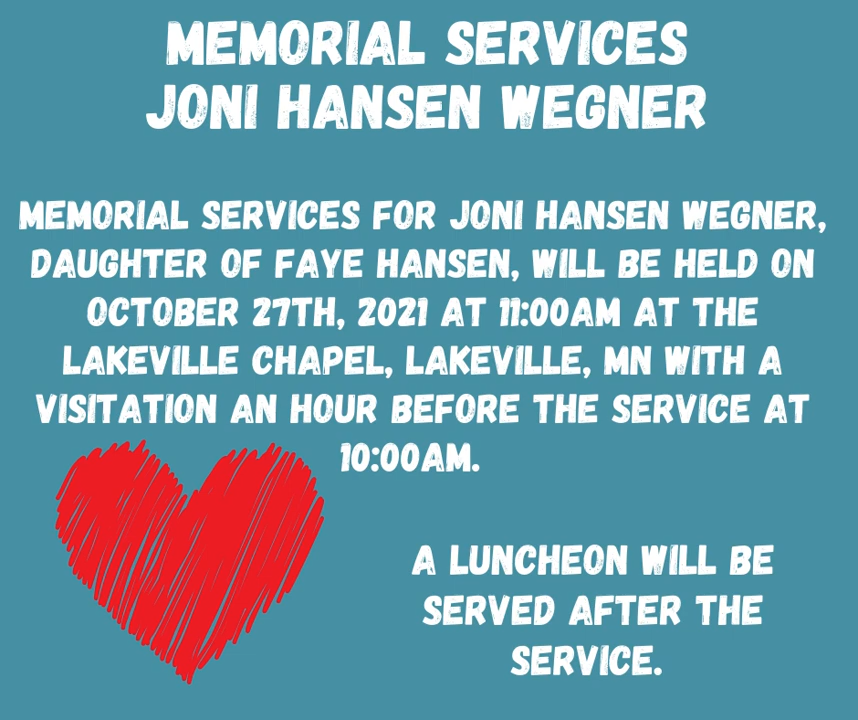 MEMORIAL SERVICES
JONI HANSEN WEGNER
MEMORIAL SERVICES FOR JONI HANSEN WEGNER,
DAUGHTER OF FAYE HANSEN, WILL BE HELD ON
OCTOBER 27TH, 2021 AT 11:00AM AT THE
LAKEVILLE CHAPEL, LAKEVILLE, MN WITH A
VISITATION AN HOUR BEFORE THE SERVICE AT
10:00AM.
A LUNCHEON WILL BE
SERVED AFTER THE
SERVICE.